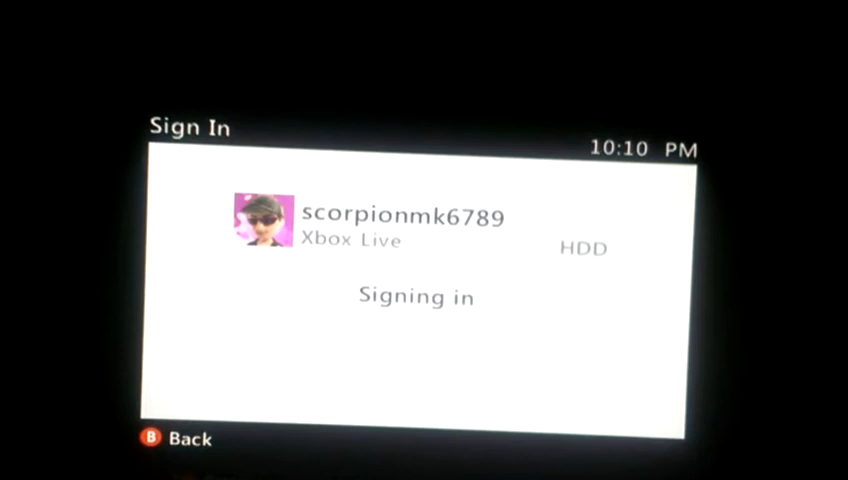 Sign In
10:10 PM
scorpionmk6789
Xbox Live
HDD
Signing in
B Back